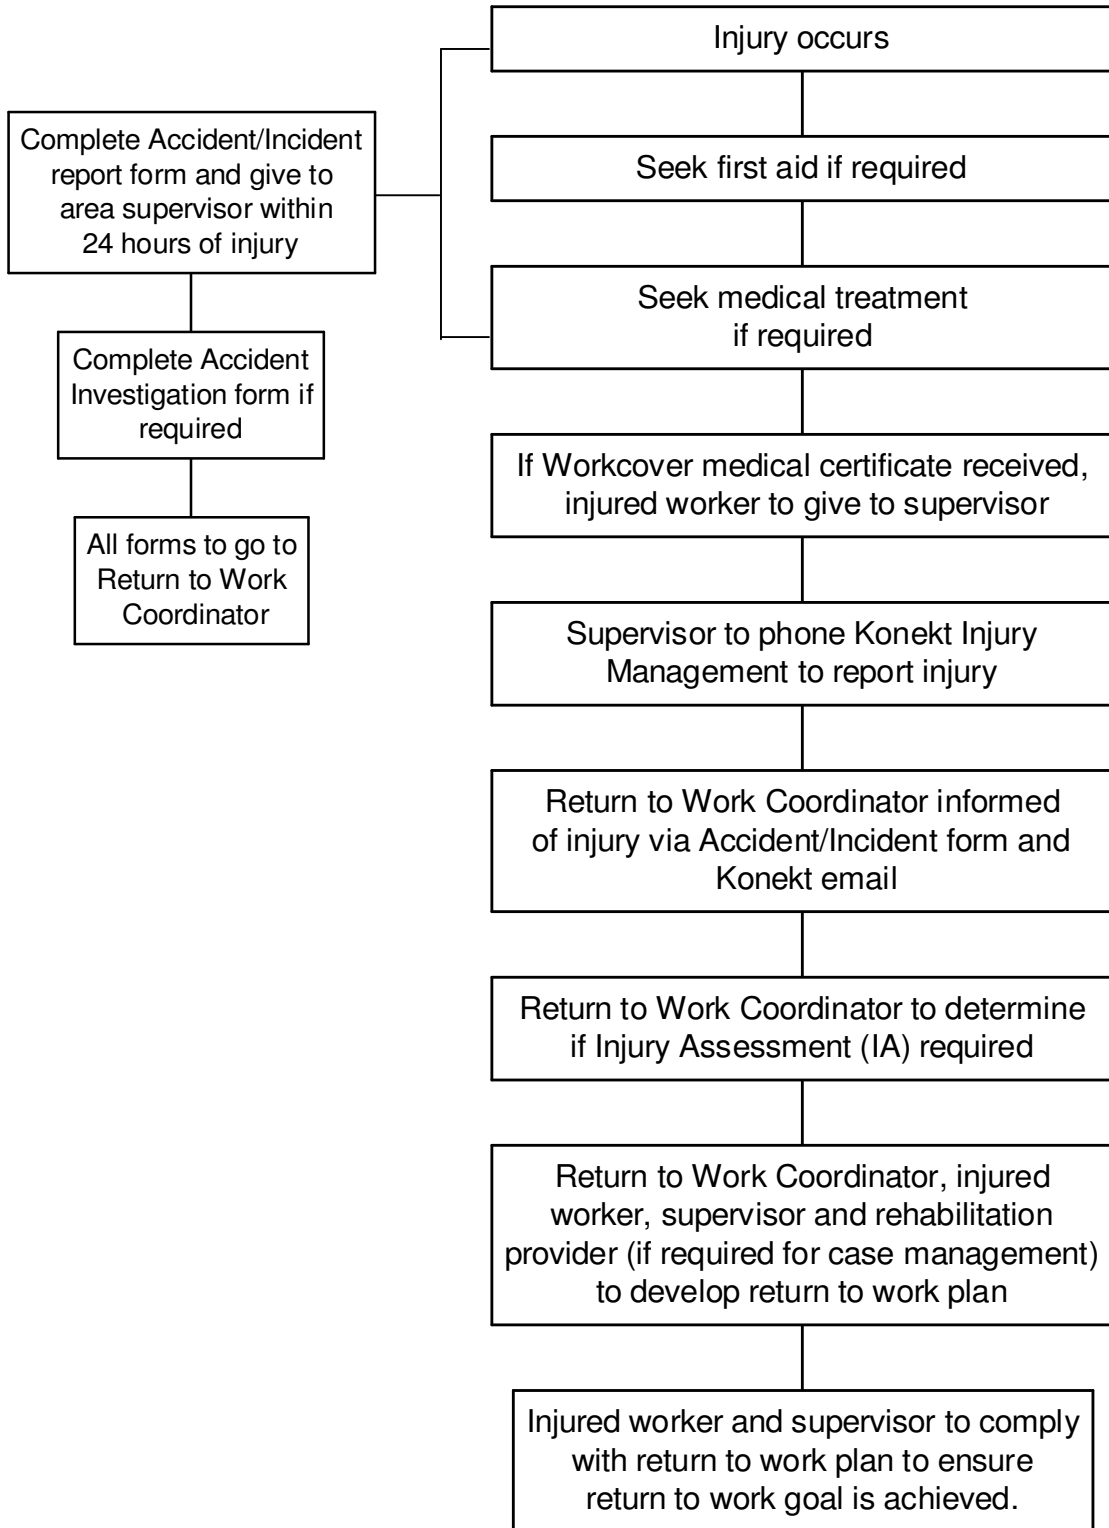 Injury occurs
Complete Accident/Incident
report form and give to
area supervisor within
24 hours of injury
Seek first aid if required
Seek medical treatment
if required
Complete Accident
Investigation form if
required
If Workcover medical certificate received,
injured worker to give to supervisor
All forms to go to
Return to Work
Coordinator
Supervisor to phone Konekt Injury
Management to report injury
Return to Work Coordinator informed
of injury via Accident/Incident form and
Konekt email
Return to Work Coordinator to determine
if Injury Assessment (IA) required
Return to Work Coordinator, injured
worker, supervisor and rehabilitation
provider (if required for case management)
to develop return to work plan
Injured worker and supervisor to comply
with return to work plan to ensure
return to work goal is achieved.